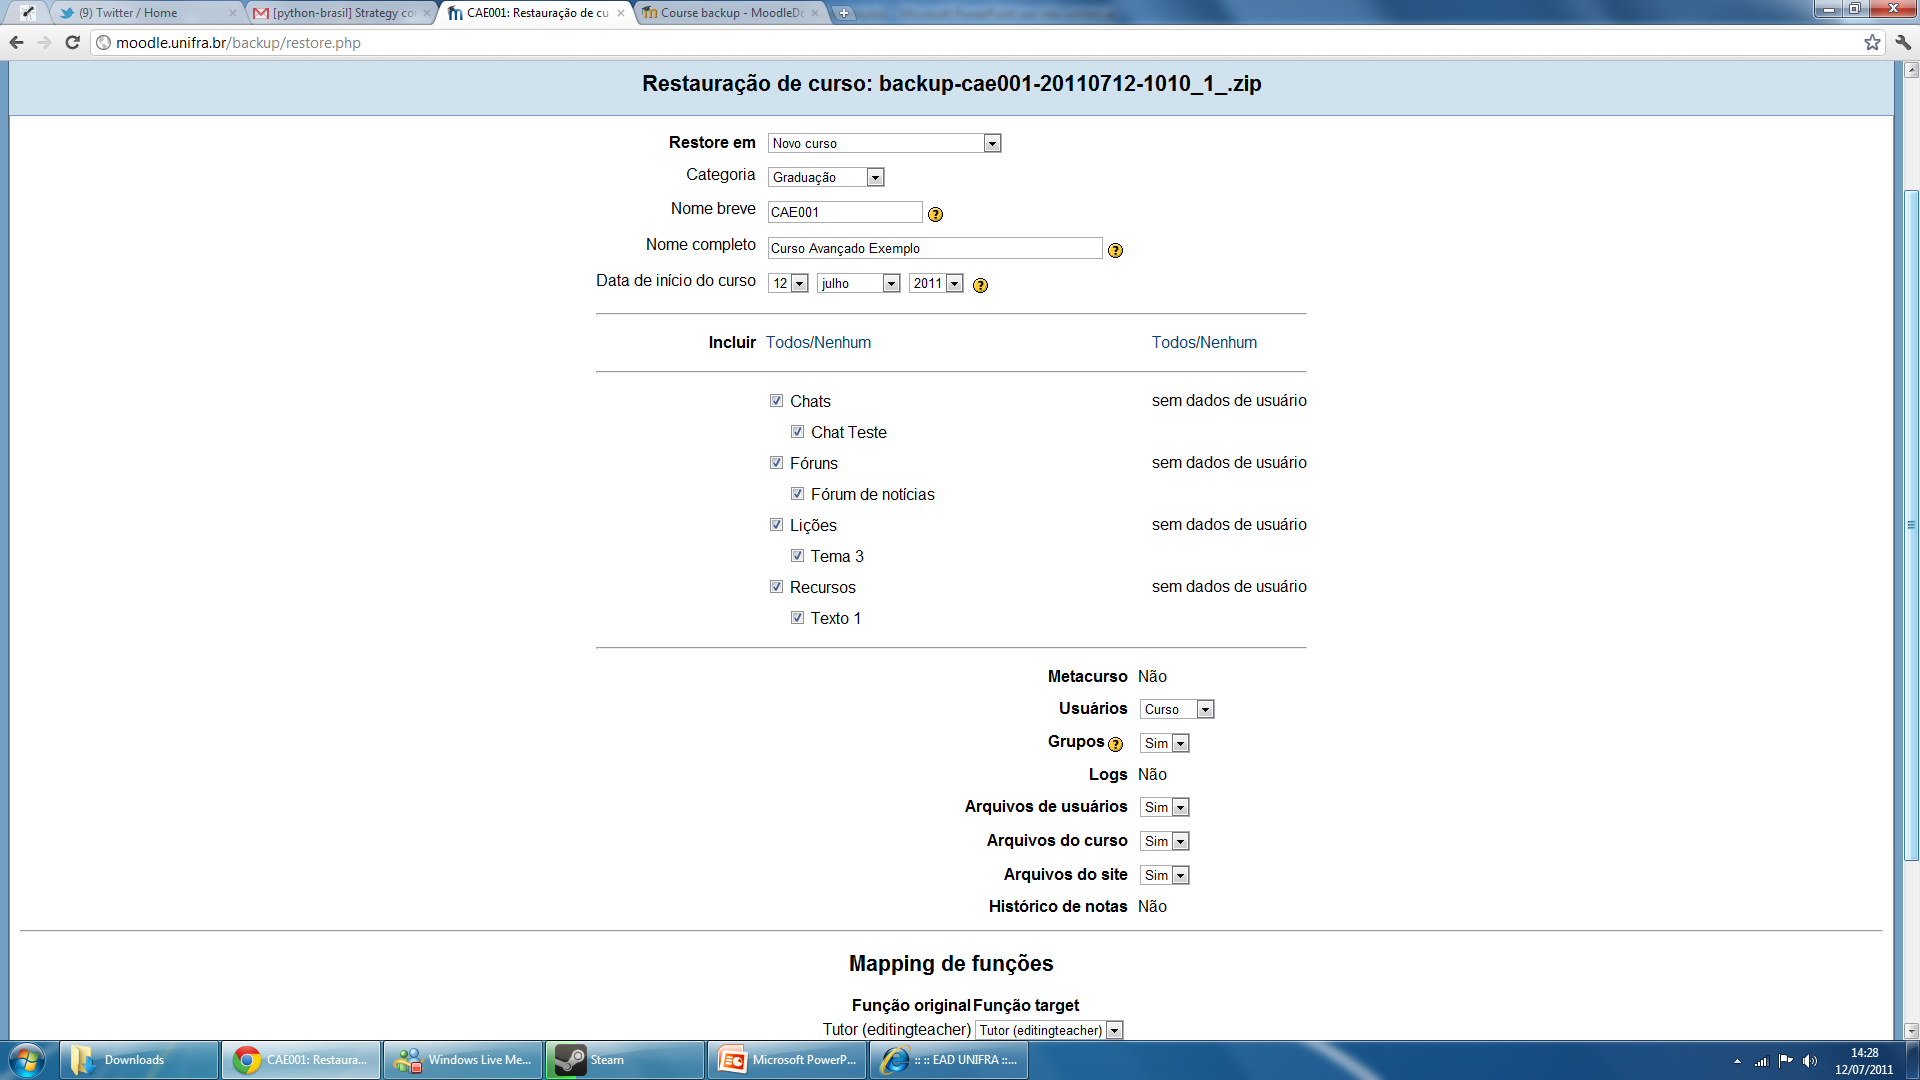 (9) Twitter / Home
[python-brasil] Strategy co
CAE001: Restauração de cu
Course backup - MoodleDo
moodle.unifra.br/backup/restore.php
Restauração de curso: backup-cae001-20110712-1010_1_.zip
Restore em Novo curso
Categoria Graduação
Nome breve CAE001
Nome completo Curso Avançado Exemplo
Data de início do curso 12 julho 2011
Incluir Todos/Nenhum Todos/Nenhum
Chats sem dados de usuário
Chat Teste
Fóruns sem dados de usuário
Fórum de notícias
Lições sem dados de usuário
Tema 3
Recursos sem dados de usuário
Texto 1
Metacurso Não
Usuários Curso
Grupos Sim
Logs Não
Arquivos de usuários Sim
Arquivos do curso Sim
Arquivos do site Sim
Histórico de notas Não
Mapping de funções
Função original Função target
Tutor (editingteacher) Tutor (editingteacher)
Downloads
CAE001: Restaura...
Windows Live Me...
Steam
Microsoft PowerP...
:: :: EAD UNIFRA ::...
14:28
12/07/2011